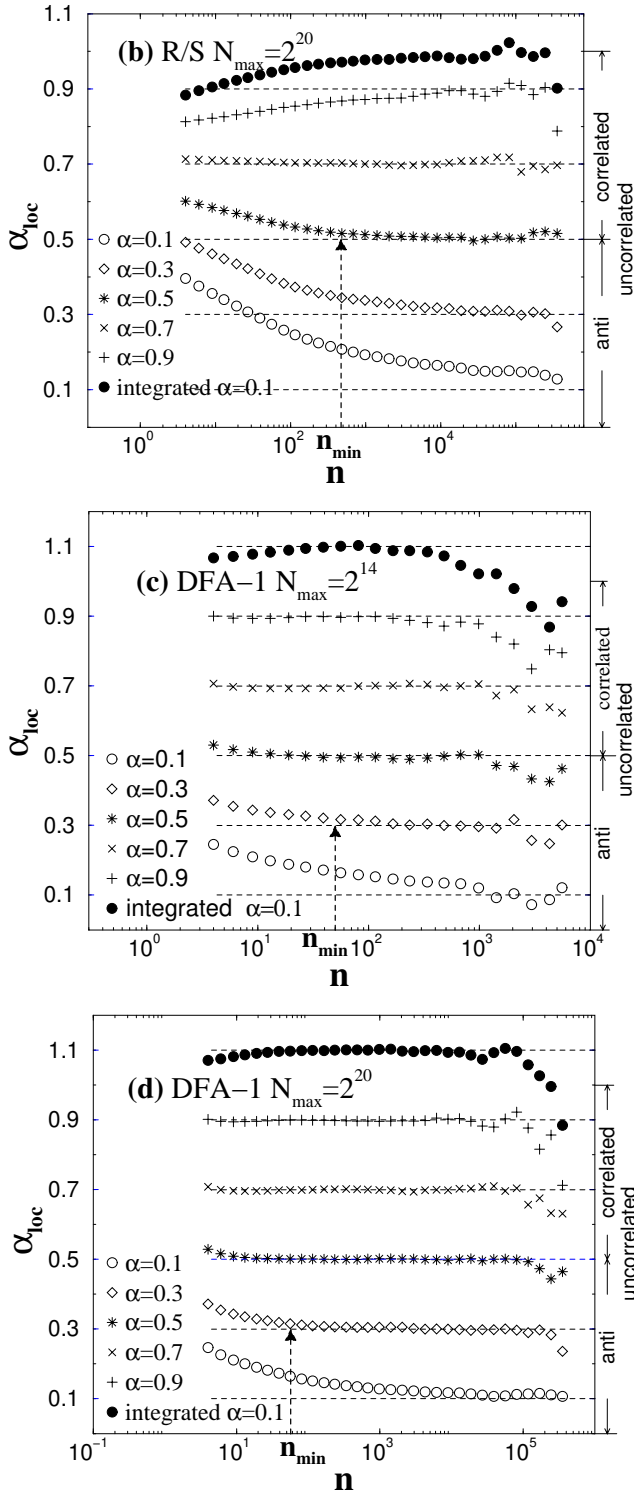 (b) R/S N_max=2^20
0.9
0.7
0.5
0.3
0.1
α_loc
α=0.1
α=0.3
α=0.5
α=0.7
α=0.9
integrated α=0.1
correlated
uncorrelated
anti
10^0
10^2
n_min
10^4
n
(c) DFA−1 N_max=2^14
1.1
0.9
0.7
0.5
0.3
0.1
α_loc
α=0.1
α=0.3
α=0.5
α=0.7
α=0.9
integrated α=0.1
correlated
uncorrelated
anti
10^0
10^1
n_min
10^2
10^3
10^4
n
(d) DFA−1 N_max=2^20
1.1
0.9
0.7
0.5
0.3
0.1
α_loc
α=0.1
α=0.3
α=0.5
α=0.7
α=0.9
integrated α=0.1
correlated
uncorrelated
anti
10^−1
10^1
n_min
10^3
10^5
n